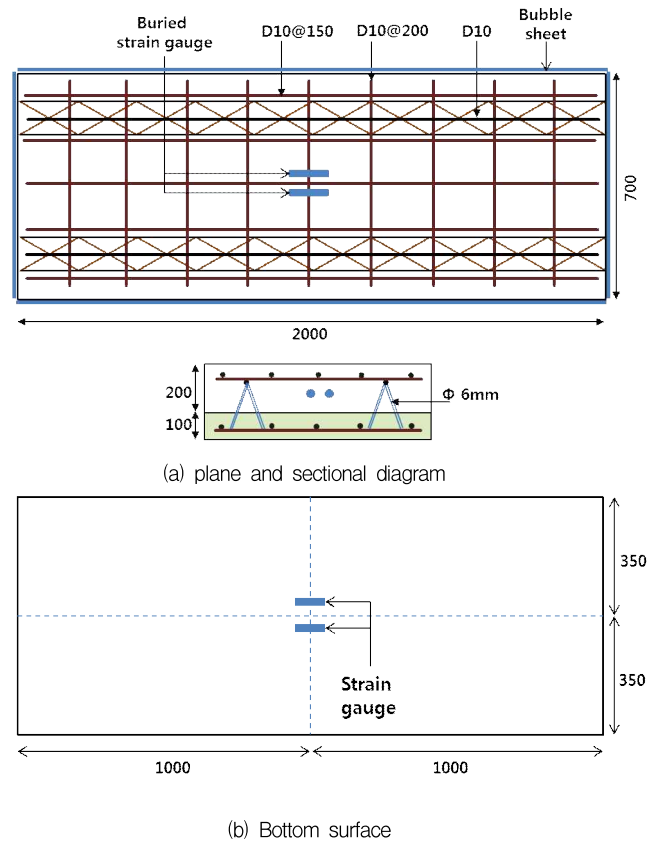 Buried
strain gauge
D10@150
D10@200
D10
Bubble
sheet
700
2000
200
100
Φ 6mm
(a) plane and sectional diagram
350
Strain
gauge
350
1000
1000
(b) Bottom surface